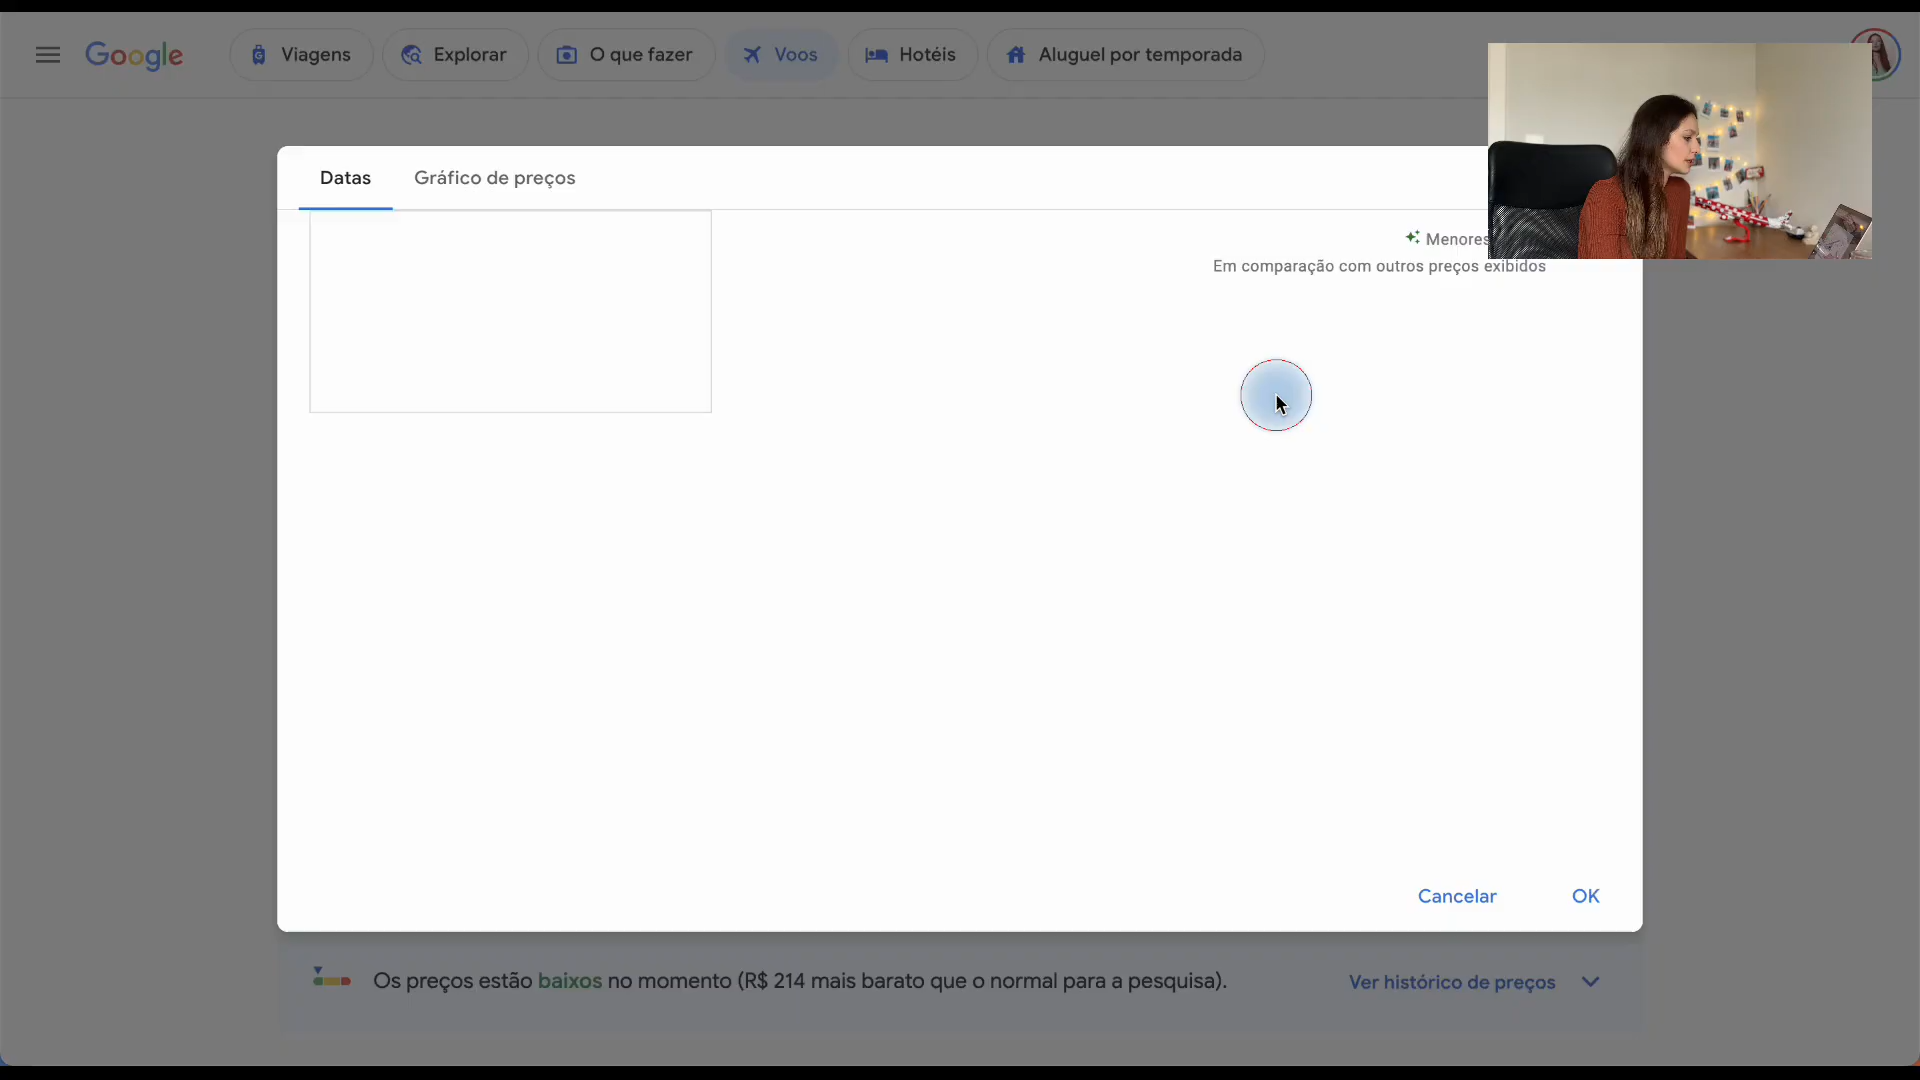 Google
Viagens
Explorar
O que fazer
Voos
Hotéis
Aluguel por temporada
Datas
Gráfico de preços
Menores
Em comparação com outros preços exibidos
Cancelar
OK
Os preços estão baixos no momento (R$ 214 mais barato que o normal para a pesquisa).
Ver histórico de preços